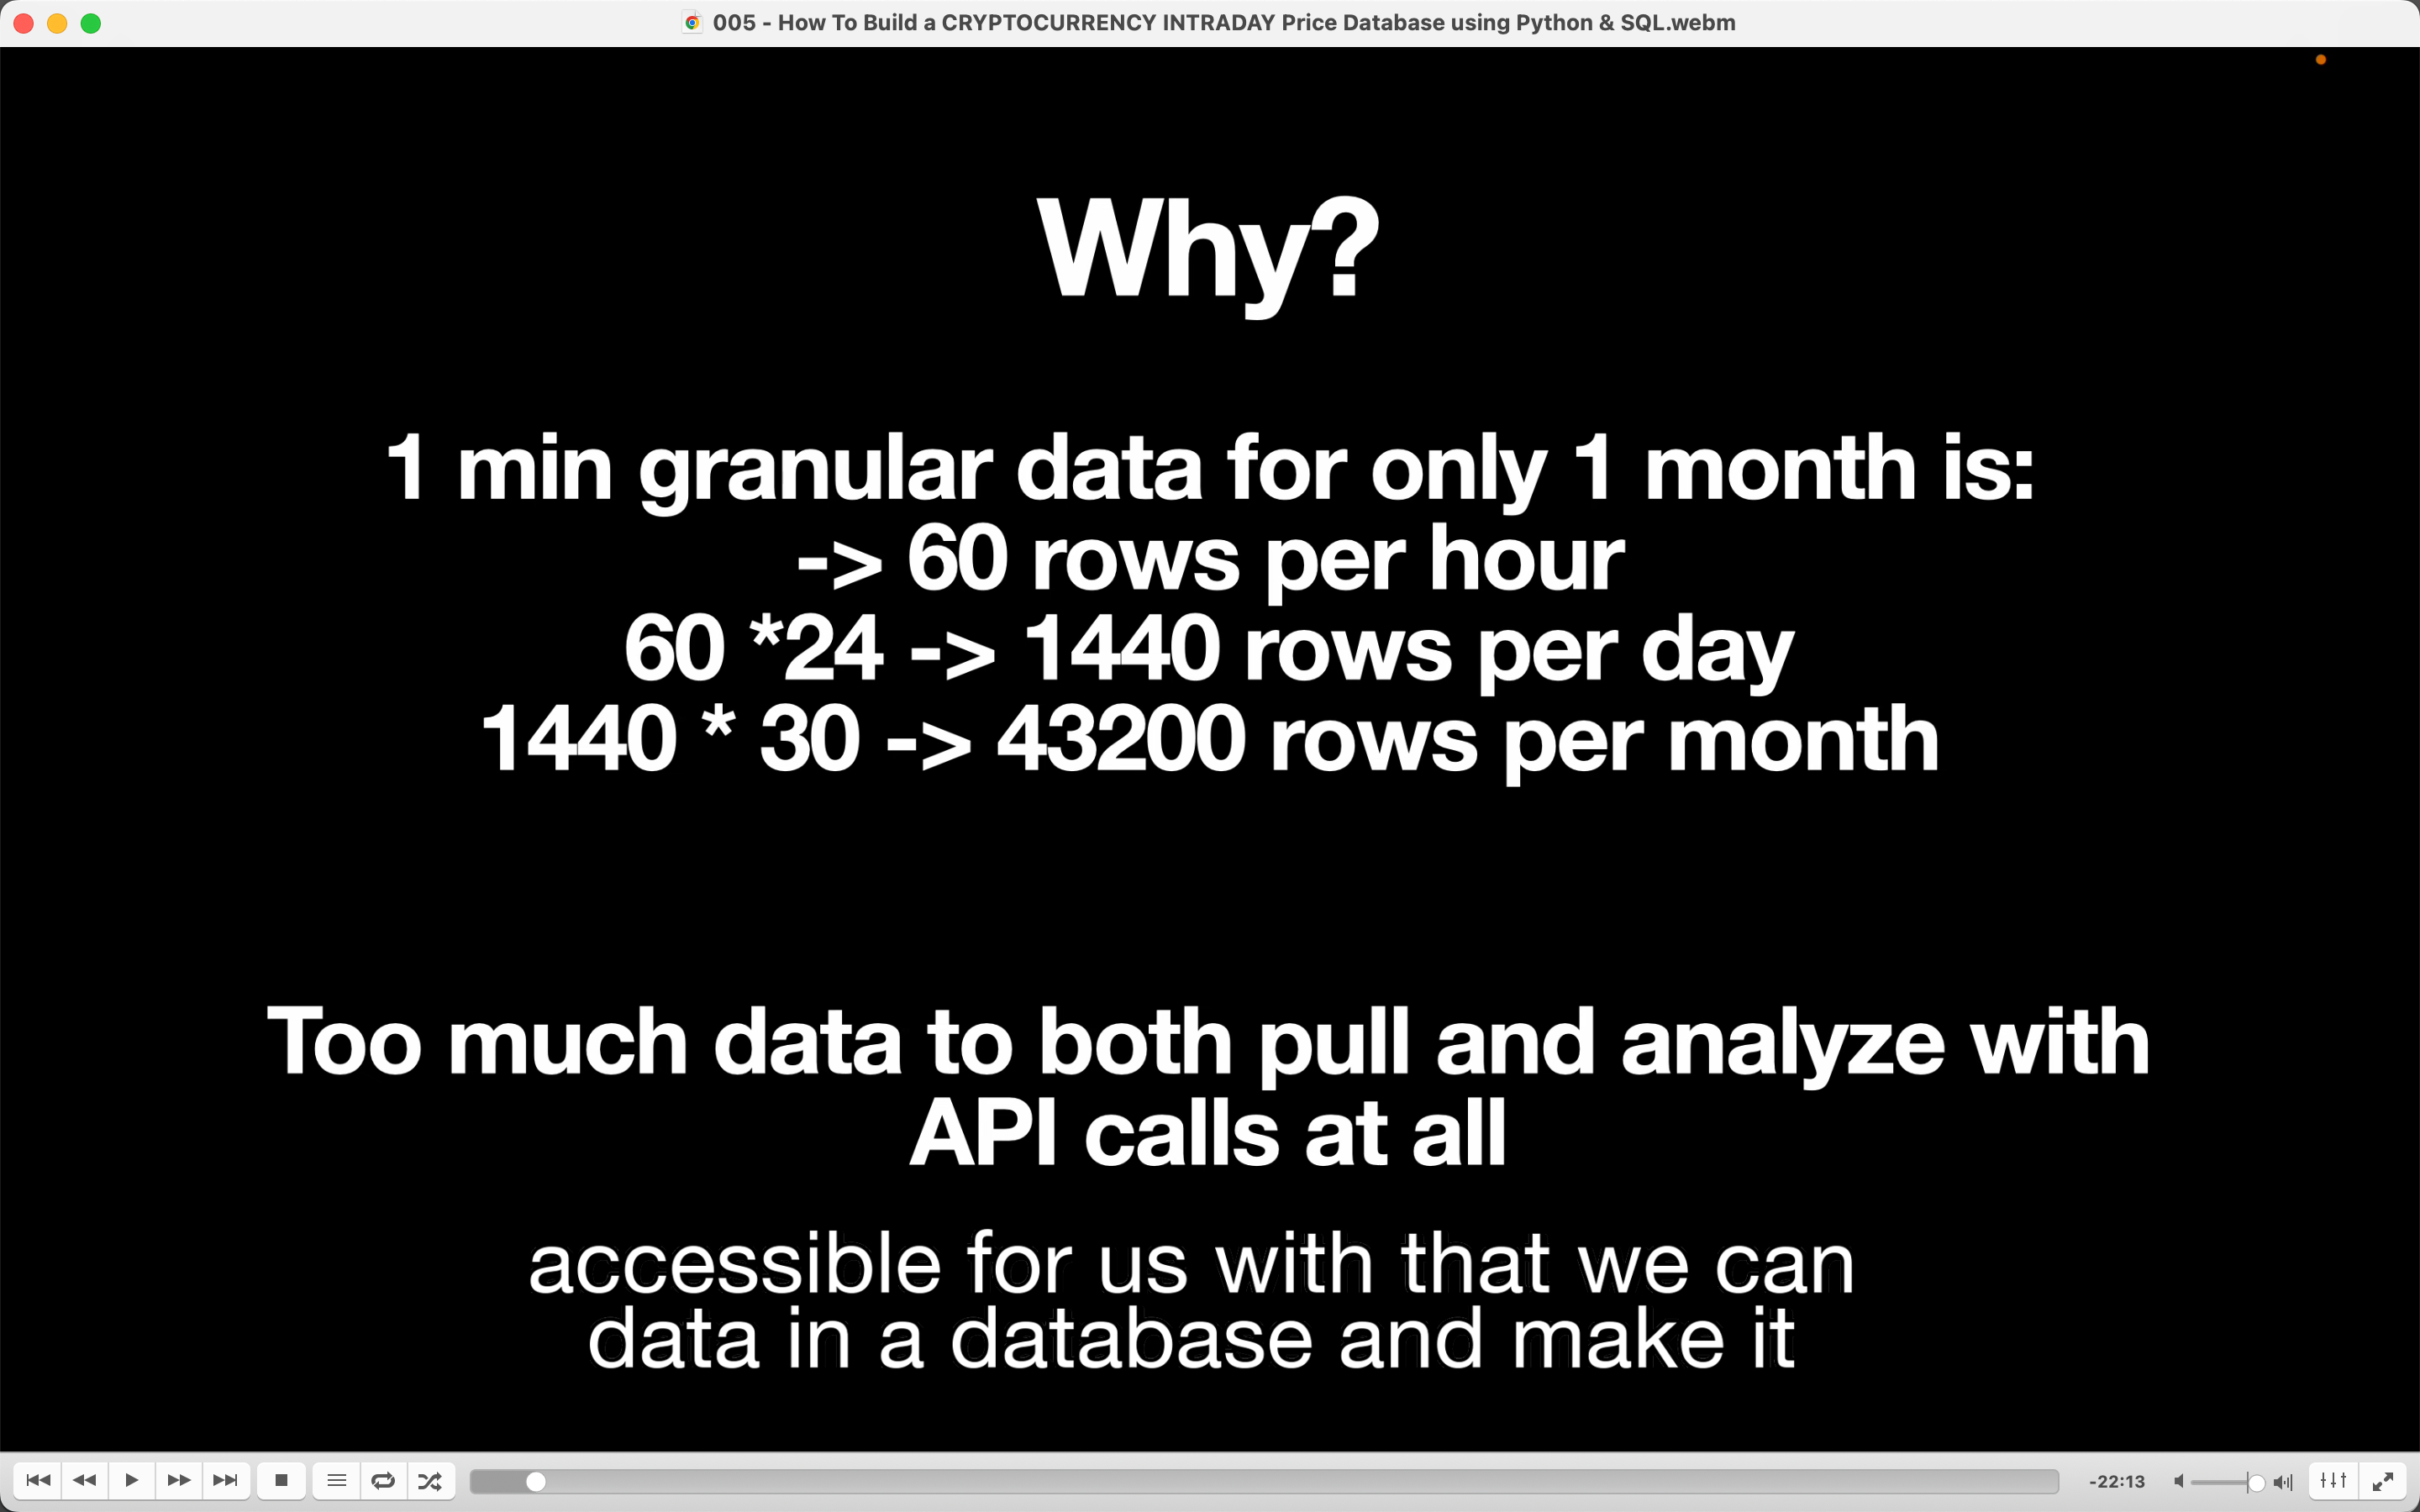 005 - How To Build a CRYPTOCURRENCY INTRADAY Price Database using Python & SQL.webm
Why?
1 min granular data for only 1 month is:
-> 60 rows per hour
60 *24 -> 1440 rows per day
1440 * 30 -> 43200 rows per month
Too much data to both pull and analyze with
API calls at all
accessible for us with that we can
data in a database and make it
-22:13